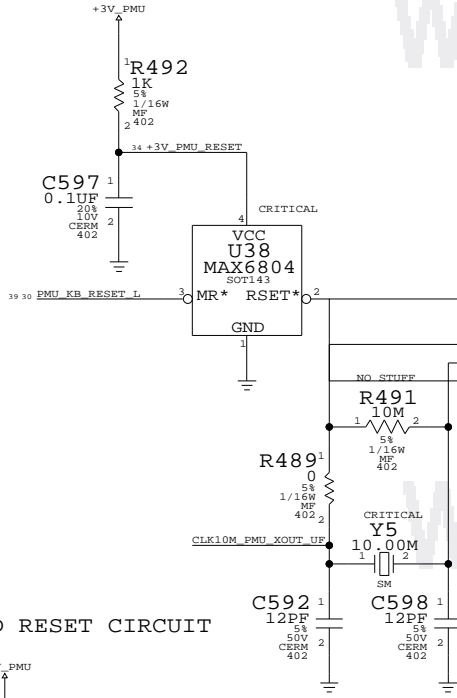 +3V_PMU
1
R492
1K
5%
1/16W
MF
402
2
34 +3V_PMU_RESET
C597
0.1UF
20%
10V
CERM
402
1
2
4
CRITICAL
VCC
U38
MAX6804
SOT143
39 30 PMU_KB_RESET_L
3
MR* RSET*
2
GND
1
NO STUFF
R491
10M
1 2
5%
1/16W
MF
402
R489
0
5%
1/16W
MF
402
1
2
CRITICAL
Y5
10.00M
1 2
SM
CLK10M_PMU_XOUT_UF
C592
12PF
5%
50V
CERM
402
1
2
C598
12PF
5%
50V
CERM
402
1
2
RESET CIRCUIT
_PMU